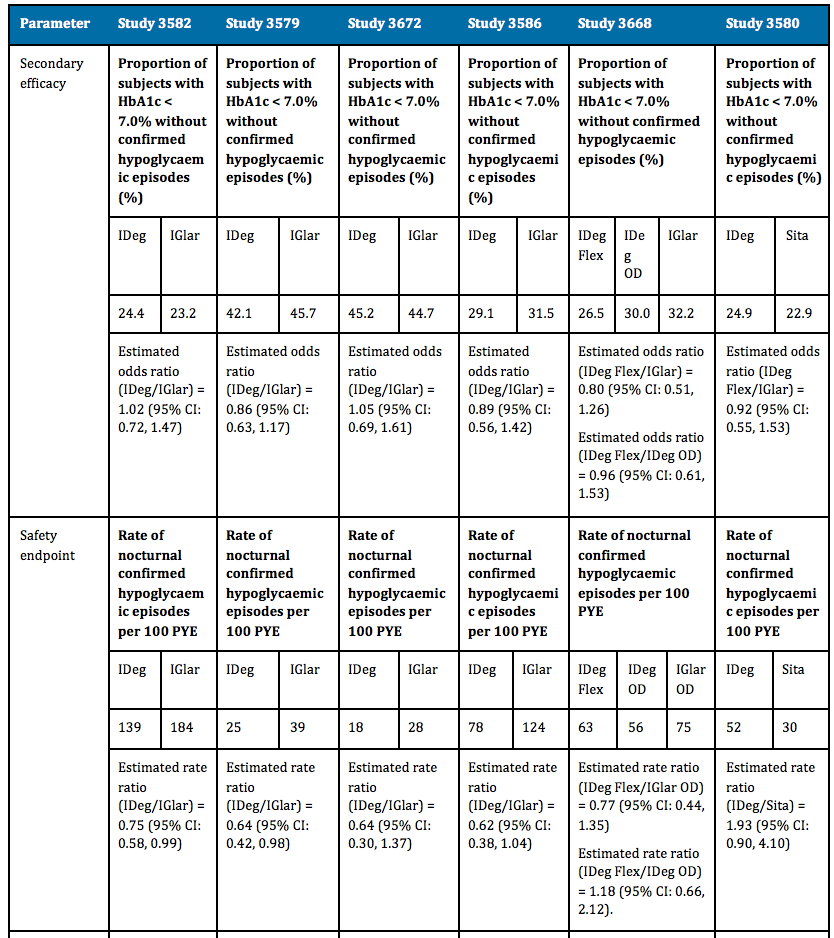 Parameter Study 3582 Study 3579 Study 3672 Study 3586 Study 3668 Study 3580
Secondary
efficacy
Proportion of
subjects with
HbA1c <
7.0% without
confirmed
hypoglycaem
ic episodes
(%)
Proportion of
subjects with
HbA1c < 7.0%
without
confirmed
hypoglycaemic
episodes (%)
Proportion of
subjects with
HbA1c < 7.0%
without
confirmed
hypoglycaemic
episodes (%)
Proportion of
subjects with
HbA1c < 7.0%
without
confirmed
hypoglycaemi
c episodes
(%)
Proportion of
subjects with
HbA1c < 7.0%
without confirmed
hypoglycaemic
episodes (%)
Proportion of
subjects with
HbA1c < 7.0%
without
confirmed
hypoglycaemi
c episodes (%)
IDeg IGlar IDeg IGlar IDeg IGlar IDeg IGlar IDeg
Flex
IDe
g
OD
IGlar IDeg Sita
24.4 23.2 42.1 45.7 45.2 44.7 29.1 31.5 26.5 30.0 32.2 24.9 22.9
Estimated
odds ratio
(IDeg/IGlar) =
1.02 (95% CI:
0.72, 1.47)
Estimated odds
ratio
(IDeg/IGlar) =
0.86 (95% CI:
0.63, 1.17)
Estimated odds
ratio
(IDeg/IGlar) =
1.05 (95% CI:
0.69, 1.61)
Estimated
odds ratio
(IDeg/IGlar) =
0.89 (95% CI:
0.56, 1.42)
Estimated odds ratio
(IDeg Flex/IGlar) =
0.80 (95% CI: 0.51,
1.26)
Estimated odds ratio
(IDeg Flex/IDeg OD)
= 0.96 (95% CI: 0.61,
1.53)
Estimated odds
ratio (IDeg
Flex/IGlar) =
0.92 (95% CI:
0.55, 1.53)
Safety
endpoint
Rate of
nocturnal
confirmed
hypoglycaem
ic episodes
per 100 PYE
Rate of
nocturnal
confirmed
hypoglycaemic
episodes per
100 PYE
Rate of
nocturnal
confirmed
hypoglycaemic
episodes per
100 PYE
Rate of
nocturnal
confirmed
hypoglycaemi
c episodes
per 100 PYE
Rate of nocturnal
confirmed
hypoglycaemic
episodes per 100
PYE
Rate of
nocturnal
confirmed
hypoglycaemi
c episodes per
100 PYE
IDeg IGlar IDeg IGlar IDeg IGlar IDeg IGlar IDeg
Flex
IDeg
OD
IGlar
OD
IDeg Sita
139 184 25 39 18 28 78 124 63 56 75 52 30
Estimated rate
ratio
(IDeg/IGlar) =
0.75 (95% CI:
0.58, 0.99)
Estimated rate
ratio
(IDeg/IGlar) =
0.64 (95% CI:
0.42, 0.98)
Estimated rate
ratio
(IDeg/IGlar) =
0.64 (95% CI:
0.30, 1.37)
Estimated rate
ratio
(IDeg/IGlar) =
0.62 (95% CI:
0.38, 1.04)
Estimated rate ratio
(IDeg Flex/IGlar OD)
= 0.77 (95% CI: 0.44,
1.35)
Estimated rate ratio
(IDeg Flex/IDeg OD)
= 1.18 (95% CI: 0.66,
2.12).
Estimated rate
ratio
(IDeg/Sita) =
1.93 (95% CI:
0.90, 4.10)